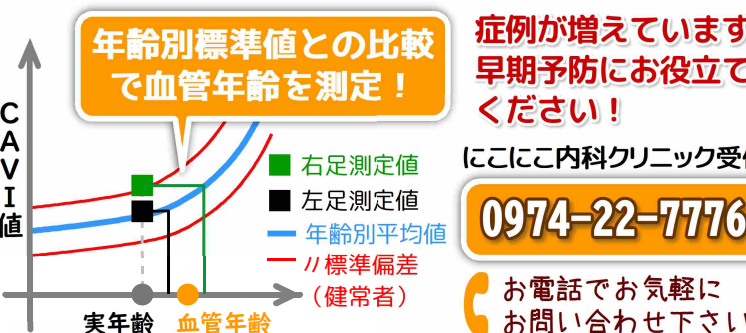 年齢別標準値との比較
で血管年齢を測定！
CAVI値
右足測定値
左足測定値
年齢別平均値
〃標準偏差
（健常者）
実年齢
血管年齢
症例が増えています
早期予防にお役立て
ください！
にこにこ内科クリニック受
0974-22-7776
お電話でお気軽に
お問い合わせ下さい